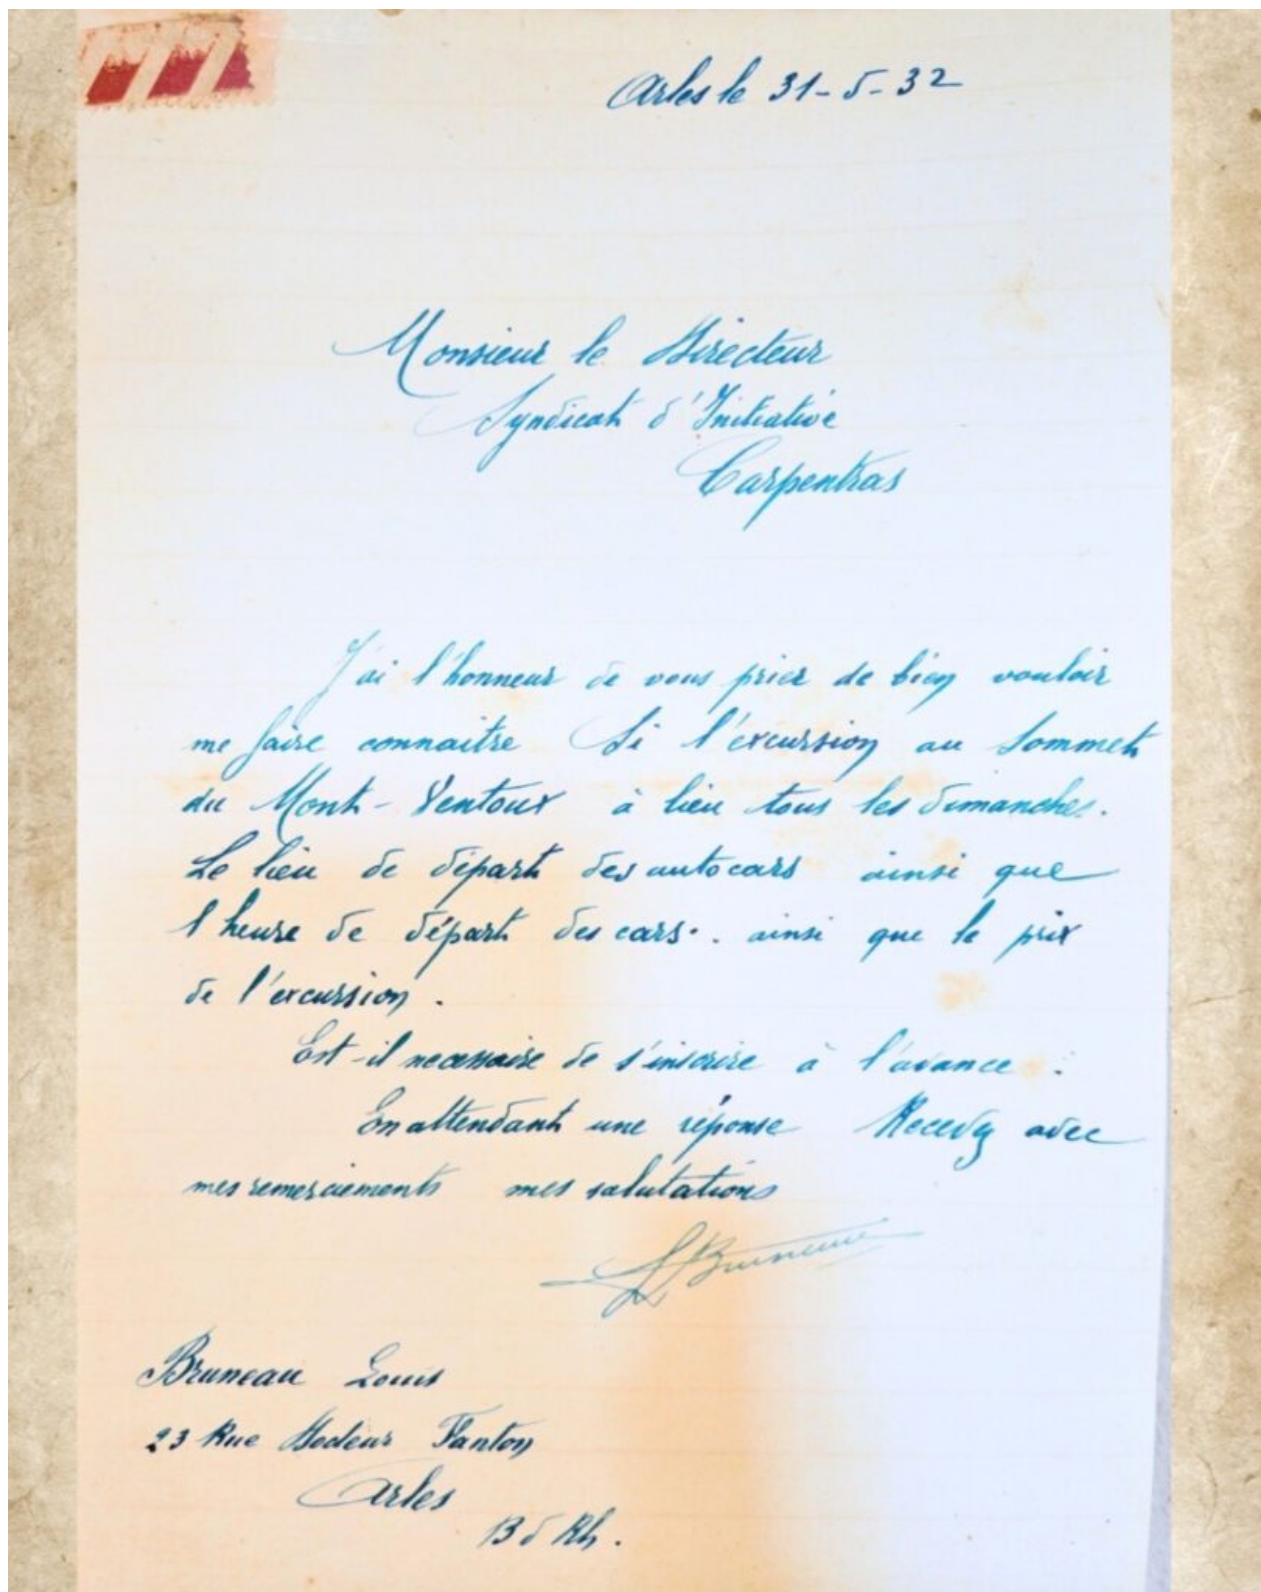 Arles le 31-5-32
Monsieur le Directeur
Syndicat d'Initiative
Carpentras
J'ai l'honneur de vous prier de bien vouloir
me faire connaitre Si l'excursion au Sommet
du Mont-Ventoux à lieu tous les dimanches.
Le lieu de départ des autocars ainsi que
l'heure de départ des cars.. ainsi que le prix
de l'excursion.
Est-il necessaire de s'inscrire à l'avance :
En attendant une réponse Recevez avec
mes remerciements mes salutations
LBruneau
Bruneau Louis
23 Rue Docteur Fanton
Arles
B d Rh.